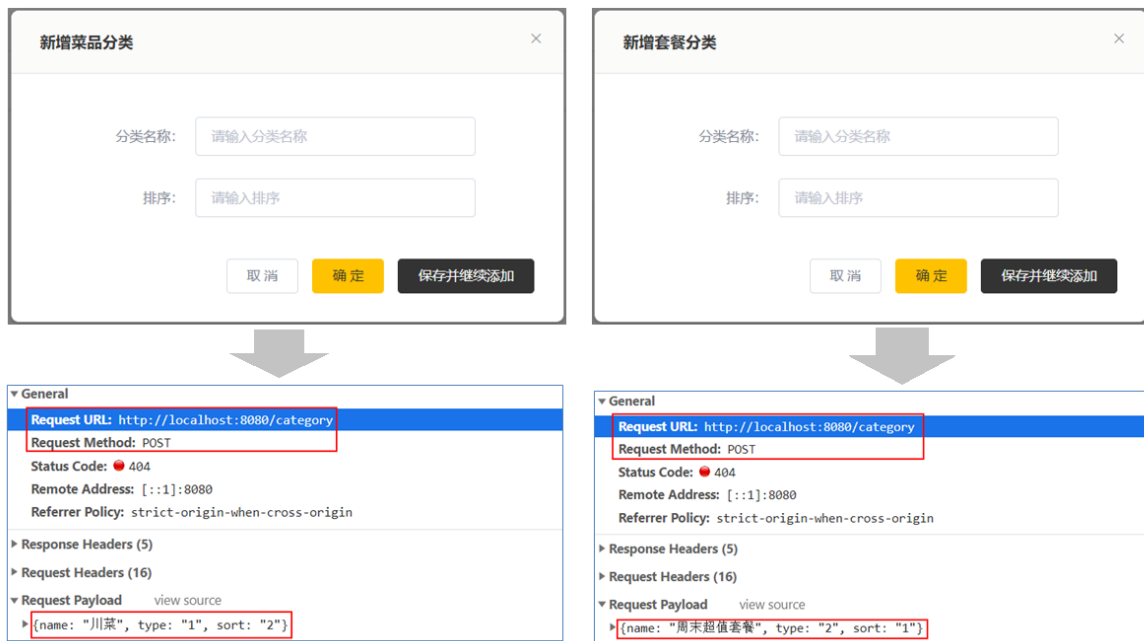 新增菜品分类
×
分类名称:
请输入分类名称
排序:
请输入排序
取 消
确 定
保存并继续添加
▼General
Request URL: http://localhost:8080/category
Request Method: POST
Status Code: 404
Remote Address: [::1]:8080
Referrer Policy: strict-origin-when-cross-origin
▶Response Headers (5)
▶Request Headers (16)
▼Request Payload view source
▶{name: "川菜", type: "1", sort: "2"}
新增套餐分类
×
分类名称:
请输入分类名称
排序:
请输入排序
取 消
确 定
保存并继续添加
▼General
Request URL: http://localhost:8080/category
Request Method: POST
Status Code: 404
Remote Address: [::1]:8080
Referrer Policy: strict-origin-when-cross-origin
▶Response Headers (5)
▶Request Headers (16)
▼Request Payload view source
▶{name: "周末超值套餐", type: "2", sort: "1"}